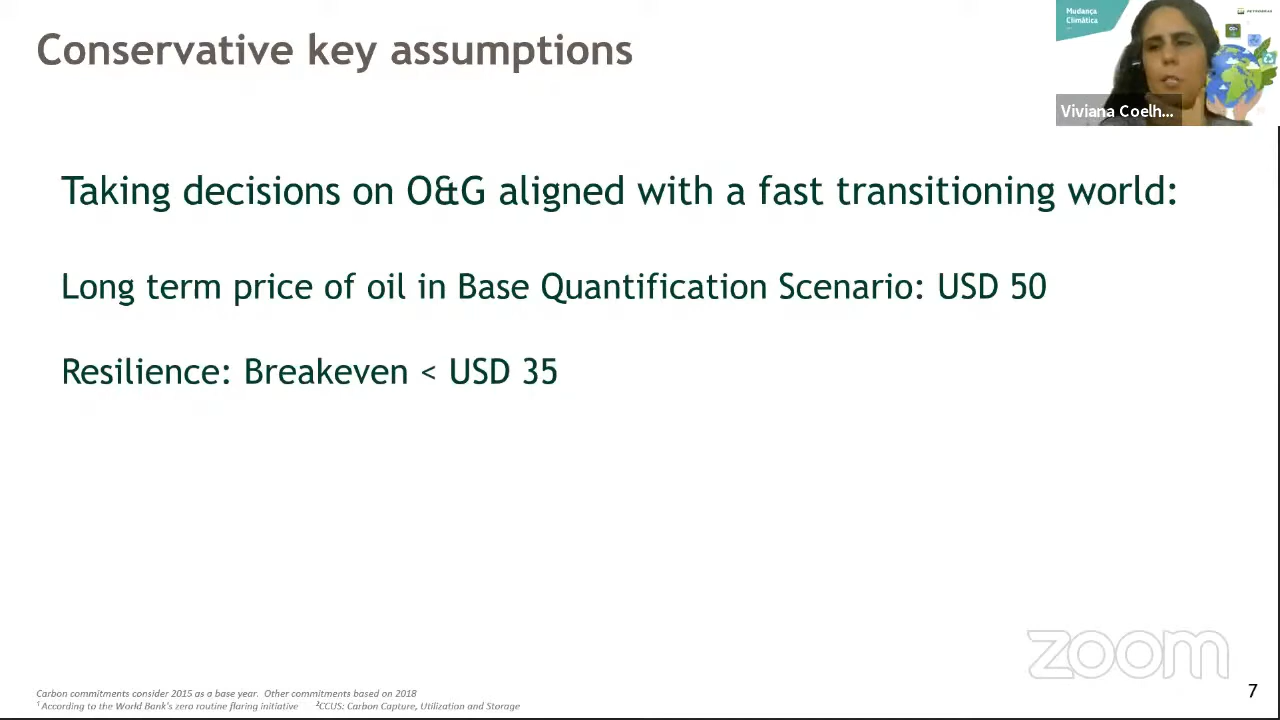 Conservative key assumptions
Mudança
Climática
PETROBRAS
Viviana Coelh...
Taking decisions on O&G aligned with a fast transitioning world:
Long term price of oil in Base Quantification Scenario: USD 50
Resilience: Breakeven < USD 35
zoom
Carbon commitments consider 2015 as a base year. Other commitments based on 2018
¹ According to the World Bank's zero routine flaring initiative ²CCUS: Carbon Capture, Utilization and Storage
7